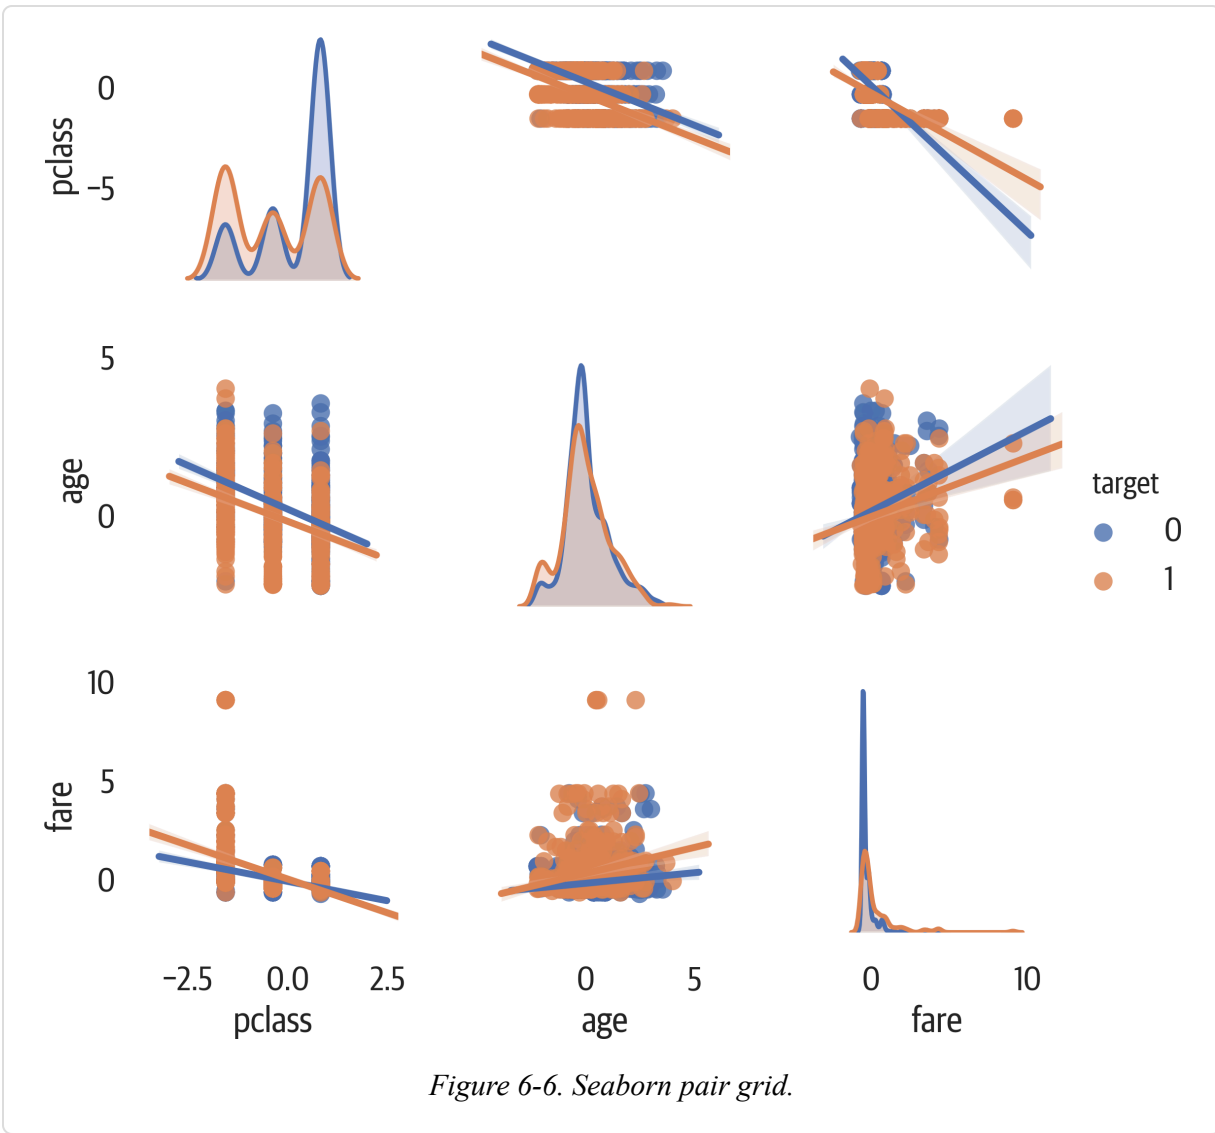 0
pclass
−5
5
age
0
target
0
1
10
5
fare
0
−2.5 0.0 2.5 0 5 0 10
pclass age fare
Figure 6-6. Seaborn pair grid.